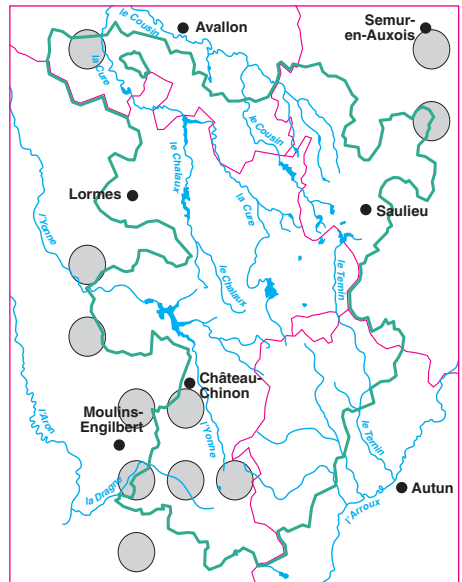 le Cousin
Avallon
Semur-
en-Auxois
la Cure
le Cousin
le Chalaux
Lormes
la Cure
Saulieu
l'Yonne
le Ternin
le Chalaux
Château-
Chinon
l'Aron
Moulins-
Engilbert
l'Yonne
le Ternin
la Dragne
Autun
l'Arroux